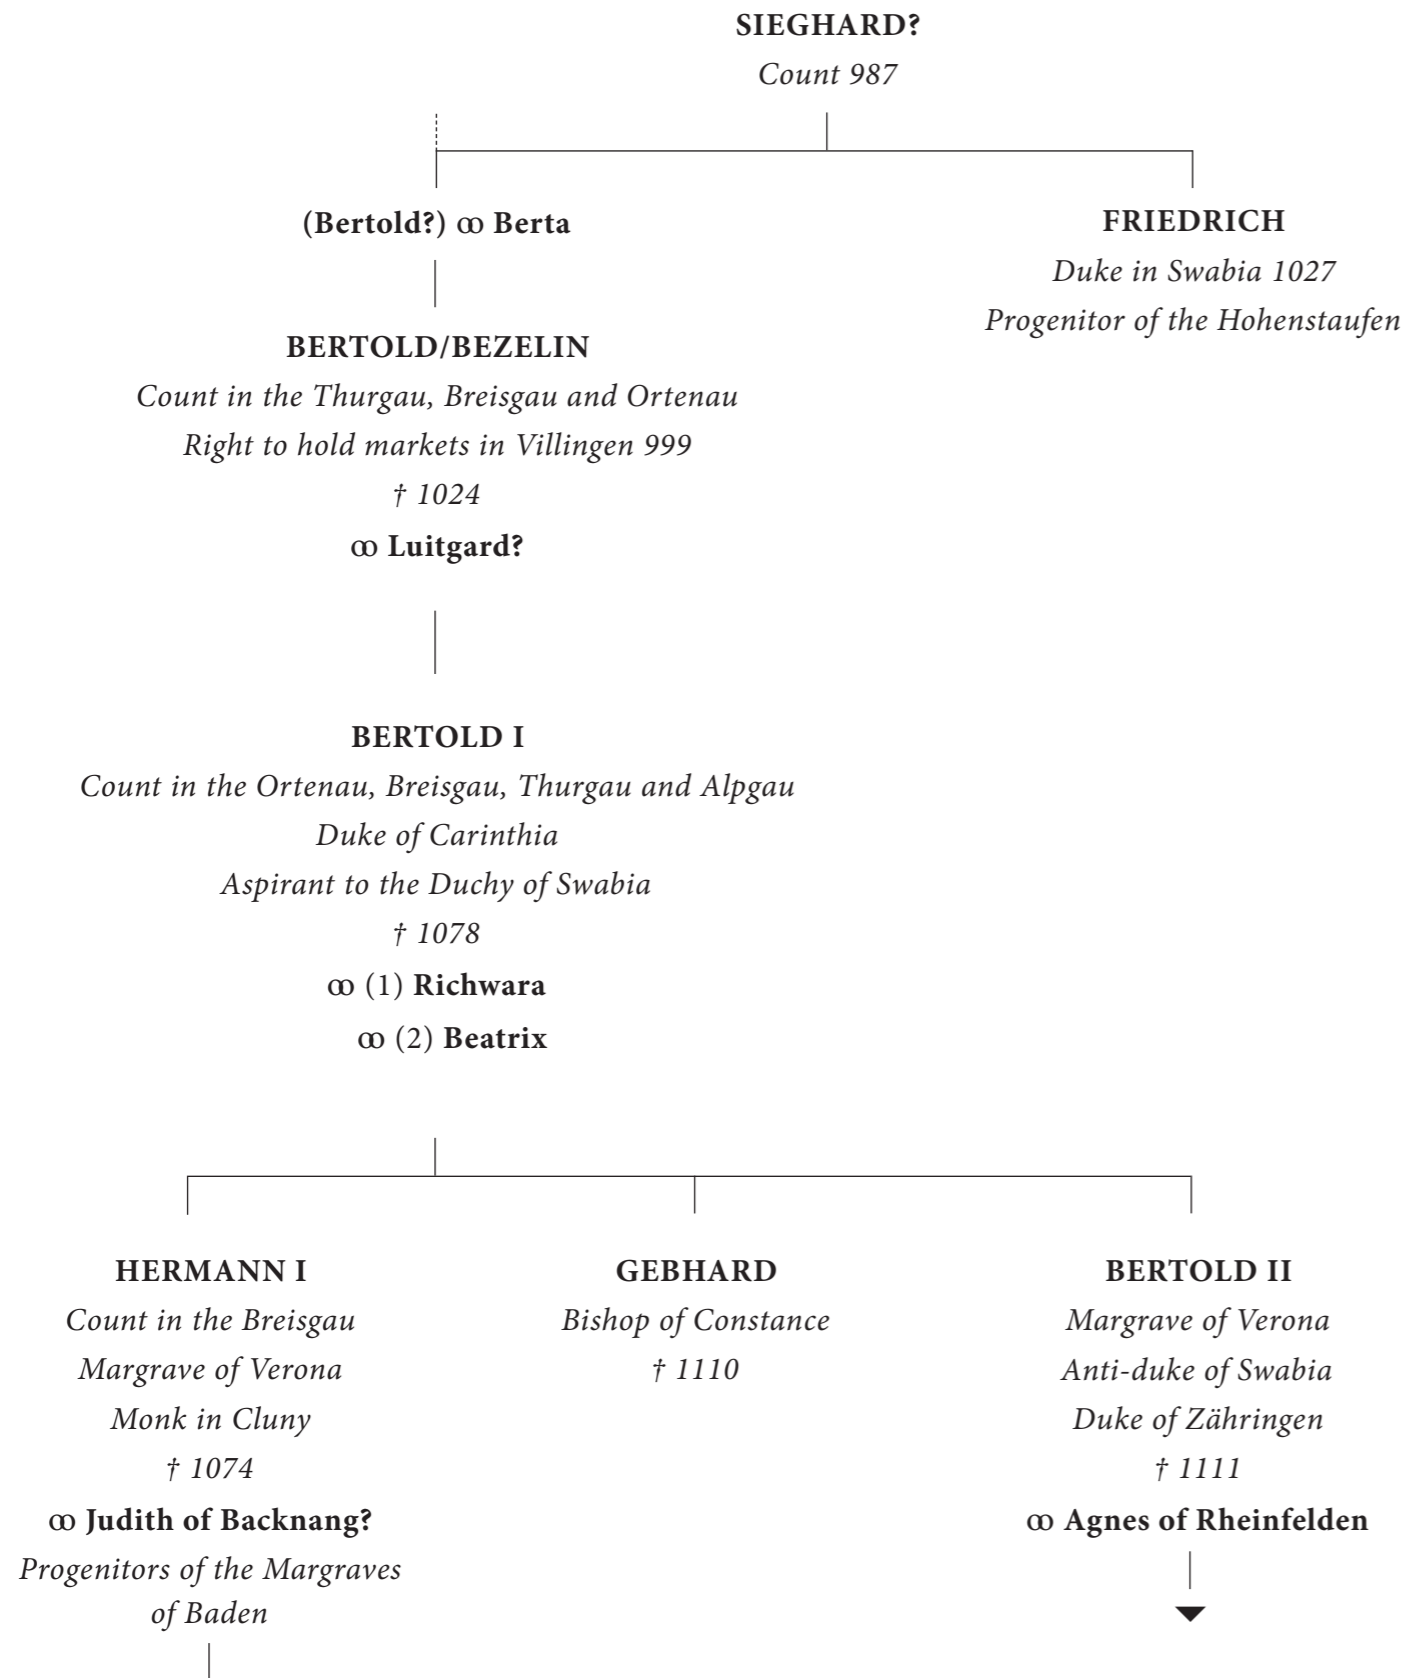 SIEGHARD?
Count 987
(Bertold?) ꝏ Berta
FRIEDRICH
Duke in Swabia 1027
Progenitor of the Hohenstaufen
BERTOLD/BEZELIN
Count in the Thurgau, Breisgau and Ortenau
Right to hold markets in Villingen 999
† 1024
ꝏ Luitgard?
BERTOLD I
Count in the Ortenau, Breisgau, Thurgau and Alpgau
Duke of Carinthia
Aspirant to the Duchy of Swabia
† 1078
ꝏ (1) Richwara
ꝏ (2) Beatrix
HERMANN I
Count in the Breisgau
Margrave of Verona
Monk in Cluny
† 1074
ꝏ Judith of Backnang?
Progenitors of the Margraves
of Baden
GEBHARD
Bishop of Constance
† 1110
BERTOLD II
Margrave of Verona
Anti-duke of Swabia
Duke of Zähringen
† 1111
ꝏ Agnes of Rheinfelden